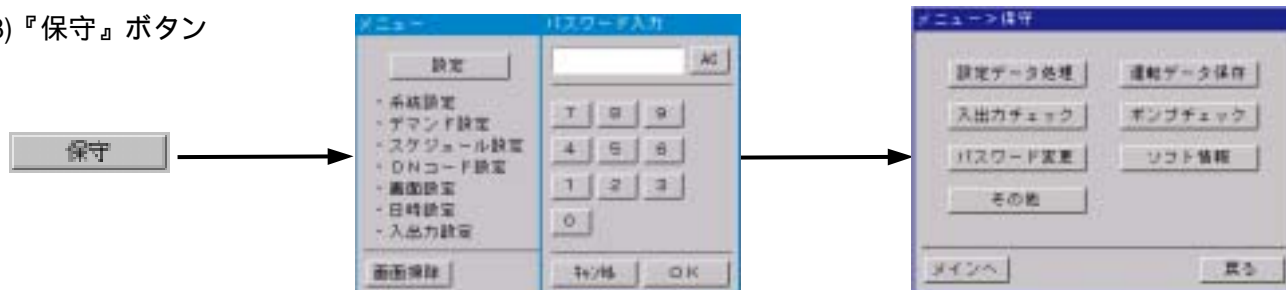 3)『保守』ボタン
保守
メニュー
設定
・系統設定
・デマンド設定
・スケジュール設定
・DNコード設定
・画面設定
・日時設定
・入出力設定
画面掃除
パスワード入力
AC
7 8 9
4 5 6
1 2 3
0
キャンセル OK
メニュー>保守
設定データ処理 運転データ保存
入出力チェック ポンプチェック
パスワード変更 ソフト情報
その他
メインへ 戻る